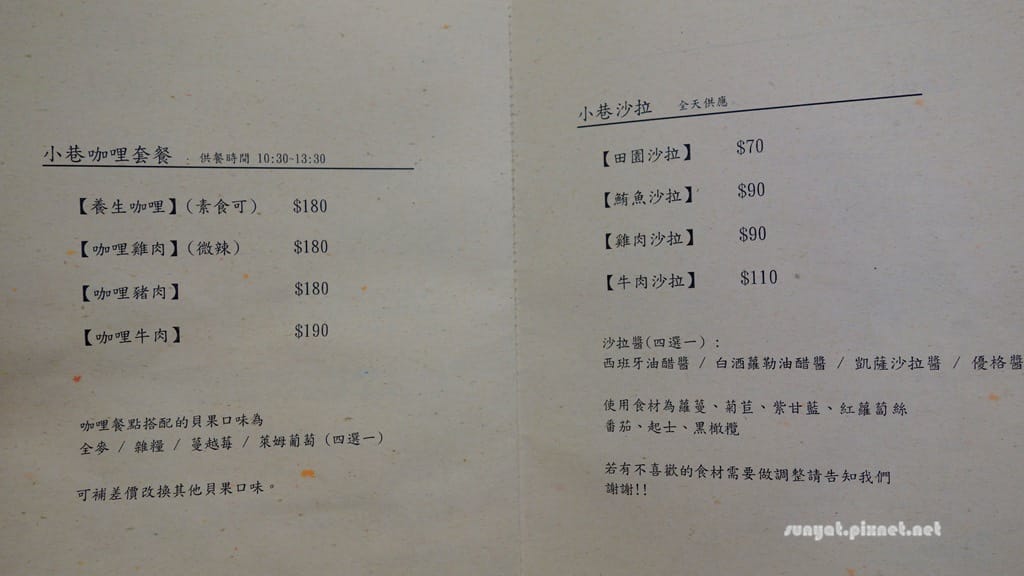 小巷咖哩套餐 : 供餐時間 10:30~13:30
【養生咖哩】(素食可) $180
【咖哩雞肉】(微辣) $180
【咖哩豬肉】 $180
【咖哩牛肉】 $190
咖哩餐點搭配的貝果口味為
全麥 / 雜糧 / 蔓越莓 / 萊姆葡萄 (四選一)
可補差價改換其他貝果口味。
小巷沙拉 全天供應
【田園沙拉】 $70
【鮪魚沙拉】 $90
【雞肉沙拉】 $90
【牛肉沙拉】 $110
沙拉醬(四選一) :
西班牙油醋醬 / 白酒蘿勒油醋醬 / 凱薩沙拉醬 / 優格醬
使用食材為蘿蔓、菊苣、紫甘藍、紅蘿蔔絲
番茄、起士、黑橄欖
若有不喜歡的食材需要做調整請告知我們
謝謝!!
sunyat.pixnet.net